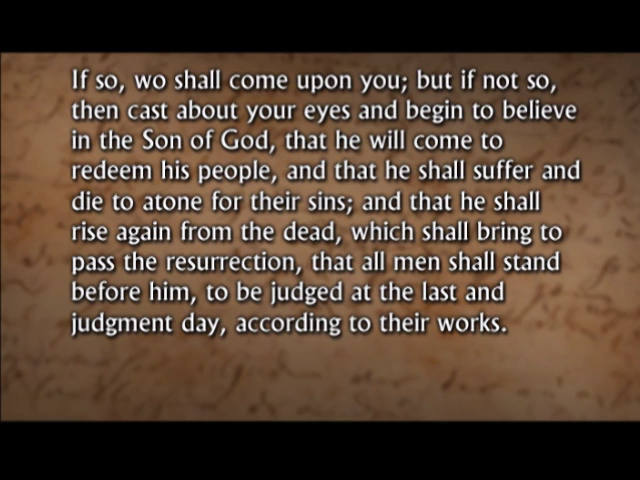 If so, wo shall come upon you; but if not so,
then cast about your eyes and begin to believe
in the Son of God, that he will come to
redeem his people, and that he shall suffer and
die to atone for their sins; and that he shall
rise again from the dead, which shall bring to
pass the resurrection, that all men shall stand
before him, to be judged at the last and
judgment day, according to their works.